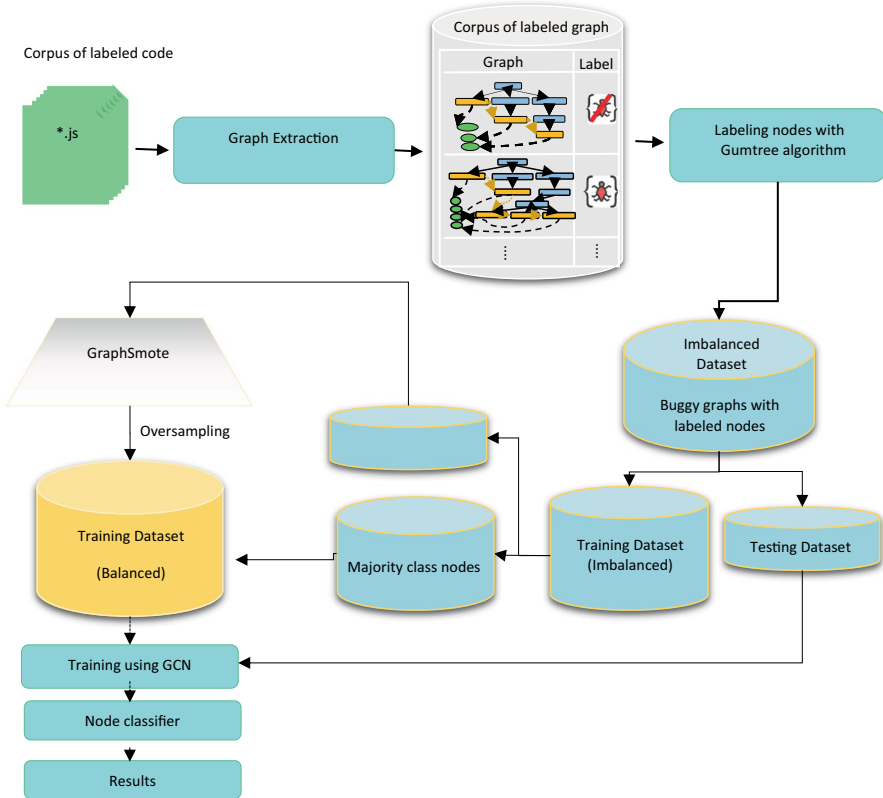 Corpus of labeled code
*.js
Graph Extraction
Corpus of labeled graph
Graph
Label
Labeling nodes with
Gumtree algorithm
Imbalanced
Dataset
Buggy graphs with
labeled nodes
GraphSmote
Oversampling
Training Dataset
(Balanced)
Majority class nodes
Training Dataset
(Imbalanced)
Testing Dataset
Training using GCN
Node classifier
Results